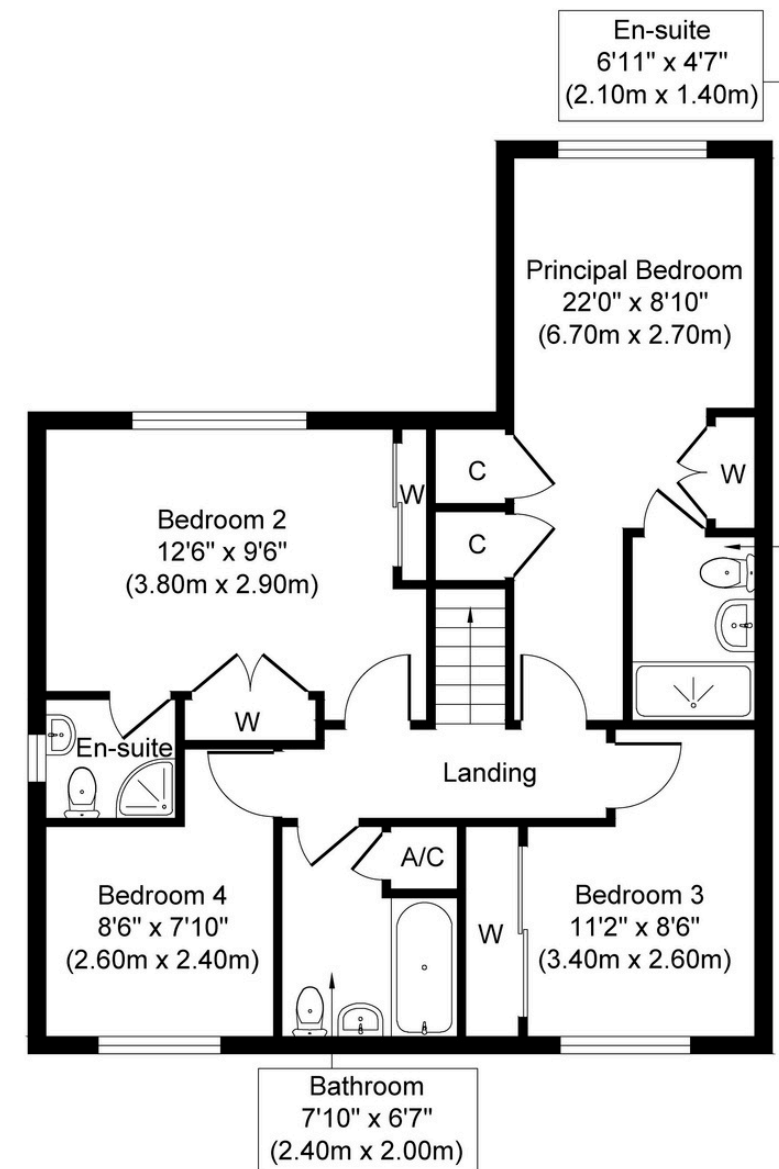 En-suite
6'11" x 4'7"
(2.10m x 1.40m)
Principal Bedroom
22'0" x 8'10"
(6.70m x 2.70m)
C
W
W
Bedroom 2
12'6" x 9'6"
(3.80m x 2.90m)
C
W
En-suite
Landing
A/C
Bedroom 4
8'6" x 7'10"
(2.60m x 2.40m)
W
Bedroom 3
11'2" x 8'6"
(3.40m x 2.60m)
Bathroom
7'10" x 6'7"
(2.40m x 2.00m)